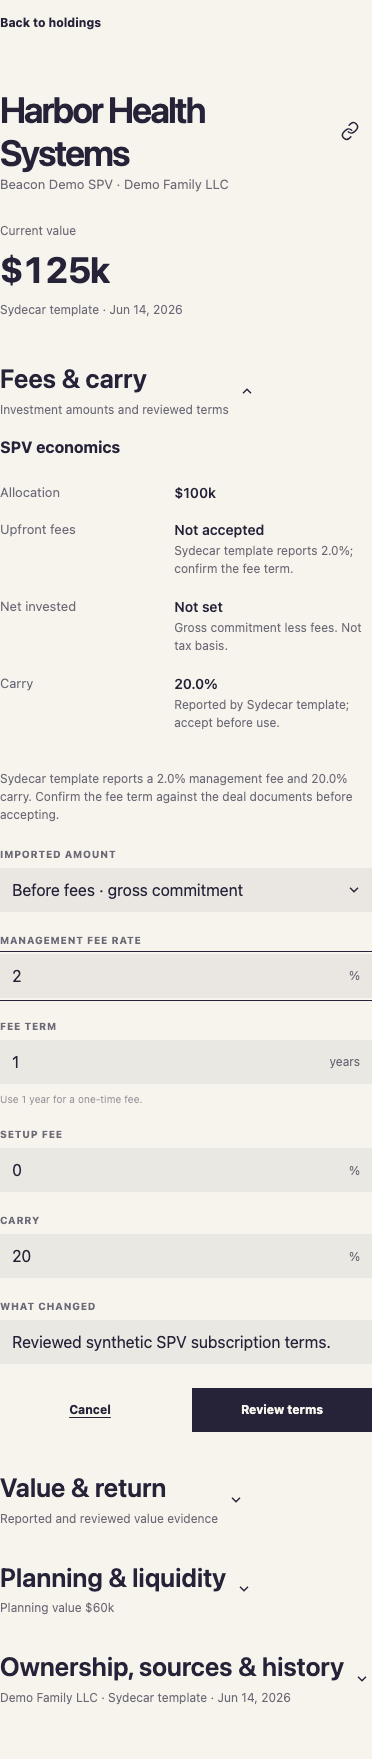 Back to holdings
Harbor Health
Systems
Beacon Demo SPV · Demo Family LLC
Current value
$125k
Sydecar template · Jun 14, 2026
Fees & carry
Investment amounts and reviewed terms
SPV economics
Allocation $100k
Upfront fees Not accepted
Sydecar template reports 2.0%;
confirm the fee term.
Net invested Not set
Gross commitment less fees. Not
tax basis.
Carry 20.0%
Reported by Sydecar template;
accept before use.
Sydecar template reports a 2.0% management fee and 20.0%
carry. Confirm the fee term against the deal documents before
accepting.
IMPORTED AMOUNT
Before fees · gross commitment
MANAGEMENT FEE RATE
2 %
FEE TERM
1 years
Use 1 year for a one-time fee.
SETUP FEE
0 %
CARRY
20 %
WHAT CHANGED
Reviewed synthetic SPV subscription terms.
Cancel Review terms
Value & return
Reported and reviewed value evidence
Planning & liquidity
Planning value $60k
Ownership, sources & history
Demo Family LLC · Sydecar template · Jun 14, 2026